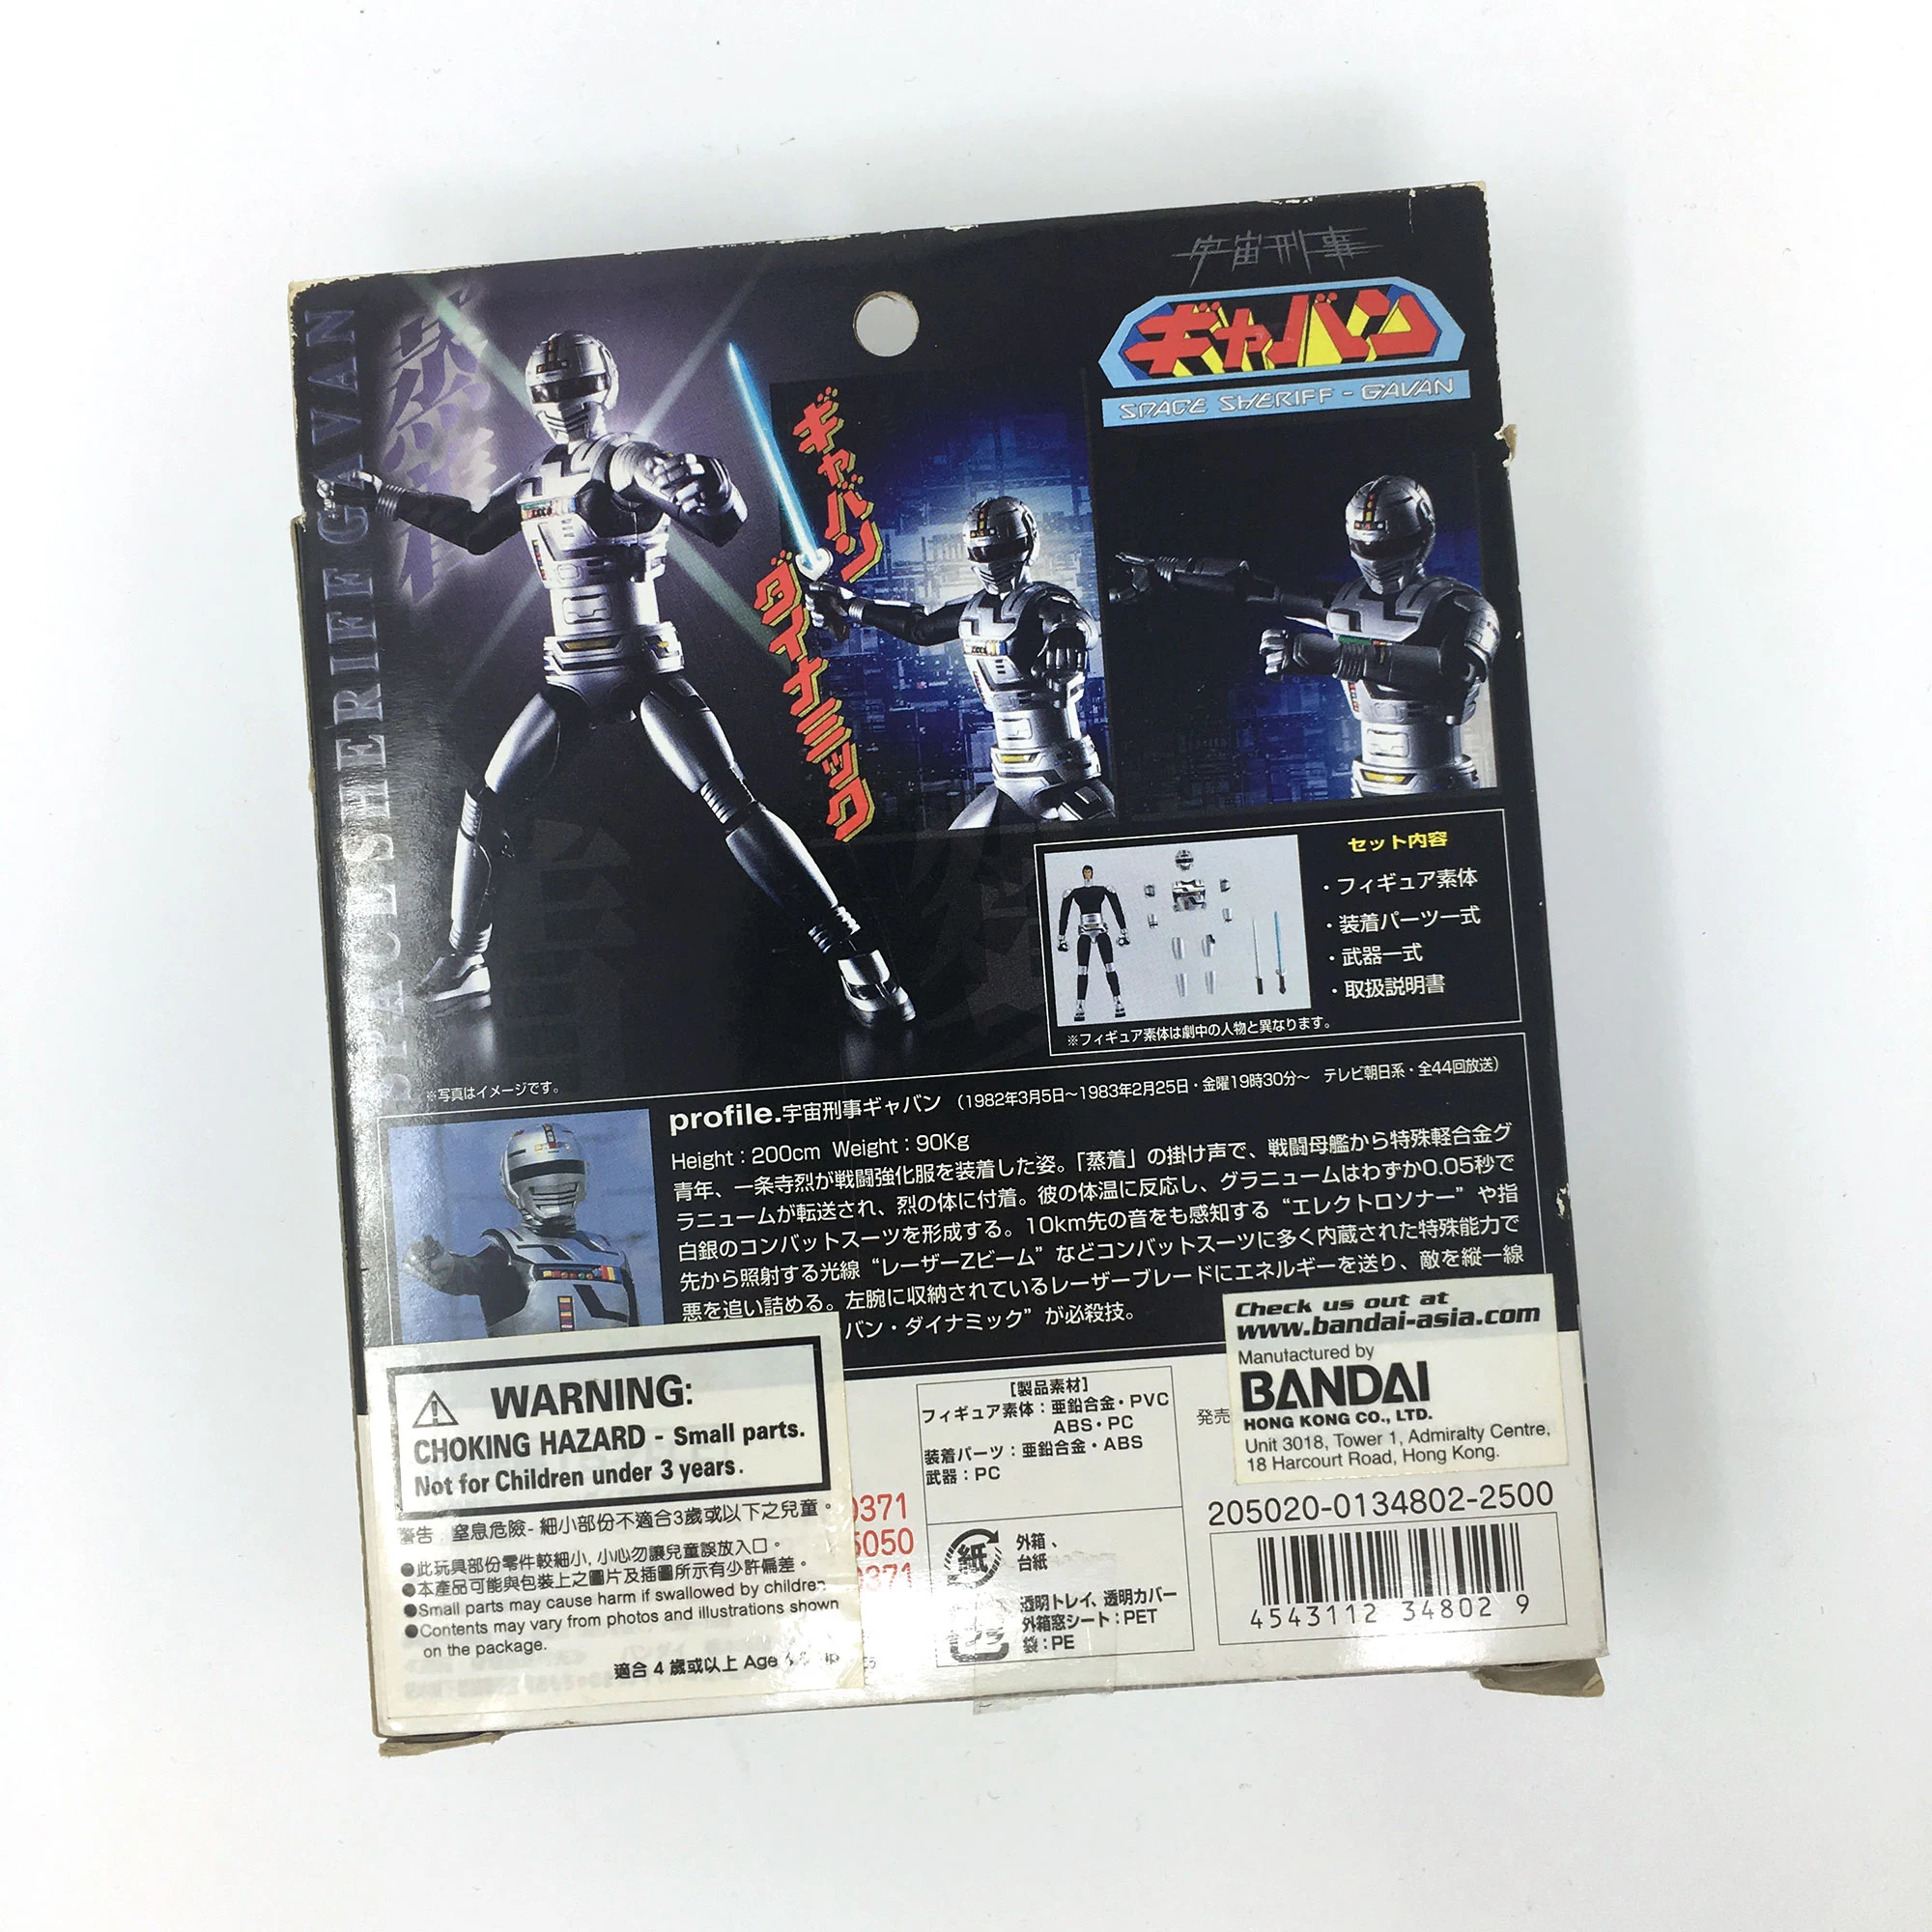 宇宙刑事
ギャバン
SPACE SHERIFF - GAVAN
SPACE SHERIFF GAVAN
蒸着
ギャバン
ダイナミック
セット内容
・フィギュア素体
・装着パーツ一式
・武器一式
・取扱説明書
※フィギュア素体は劇中の人物と異なります。
※写真はイメージです。
profile.宇宙刑事ギャバン (1982年3月5日〜1983年2月25日・金曜19時30分〜 テレビ朝日系・全44回放送)
Height : 200cm Weight : 90Kg
青年、一条寺烈が戦闘強化服を装着した姿。「蒸着」の掛け声で、戦闘母艦から特殊軽合金グ
ラニュームが転送され、烈の体に付着。彼の体温に反応し、グラニュームはわずか0.05秒で
白銀のコンバットスーツを形成する。10km先の音をも感知する“エレクトロソナー”や指
先から照射する光線“レーザーZビーム”などコンバットスーツに多く内蔵された特殊能力で
悪を追い詰める。左腕に収納されているレーザーブレードにエネルギーを送り、敵を縦一線
バン・ダイナミック”が必殺技。
WARNING:
CHOKING HAZARD - Small parts.
Not for Children under 3 years.
警告：窒息危險 - 細小部份不適合3歲或以下之兒童。
●此玩具部份零件較細小, 小心勿讓兒童誤放入口。
●本產品可能與包裝上之圖片及插圖所示有少許偏差。
●Small parts may cause harm if swallowed by children
●Contents may vary from photos and illustrations shown
on the package.
適合 4 歲或以上 Age
0371
5050
0371
[製品素材]
フィギュア素体：亜鉛合金・PVC
ABS・PC
装着パーツ：亜鉛合金・ABS
武器：PC
紙
外箱、
台紙
透明トレイ、透明カバー
外箱窓シート：PET
袋：PE
発売
Check us out at
www.bandai-asia.com
Manufactured by
BANDAI
HONG KONG CO., LTD.
Unit 3018, Tower 1, Admiralty Centre,
18 Harcourt Road, Hong Kong.
205020-0134802-2500
4543112 34802 9